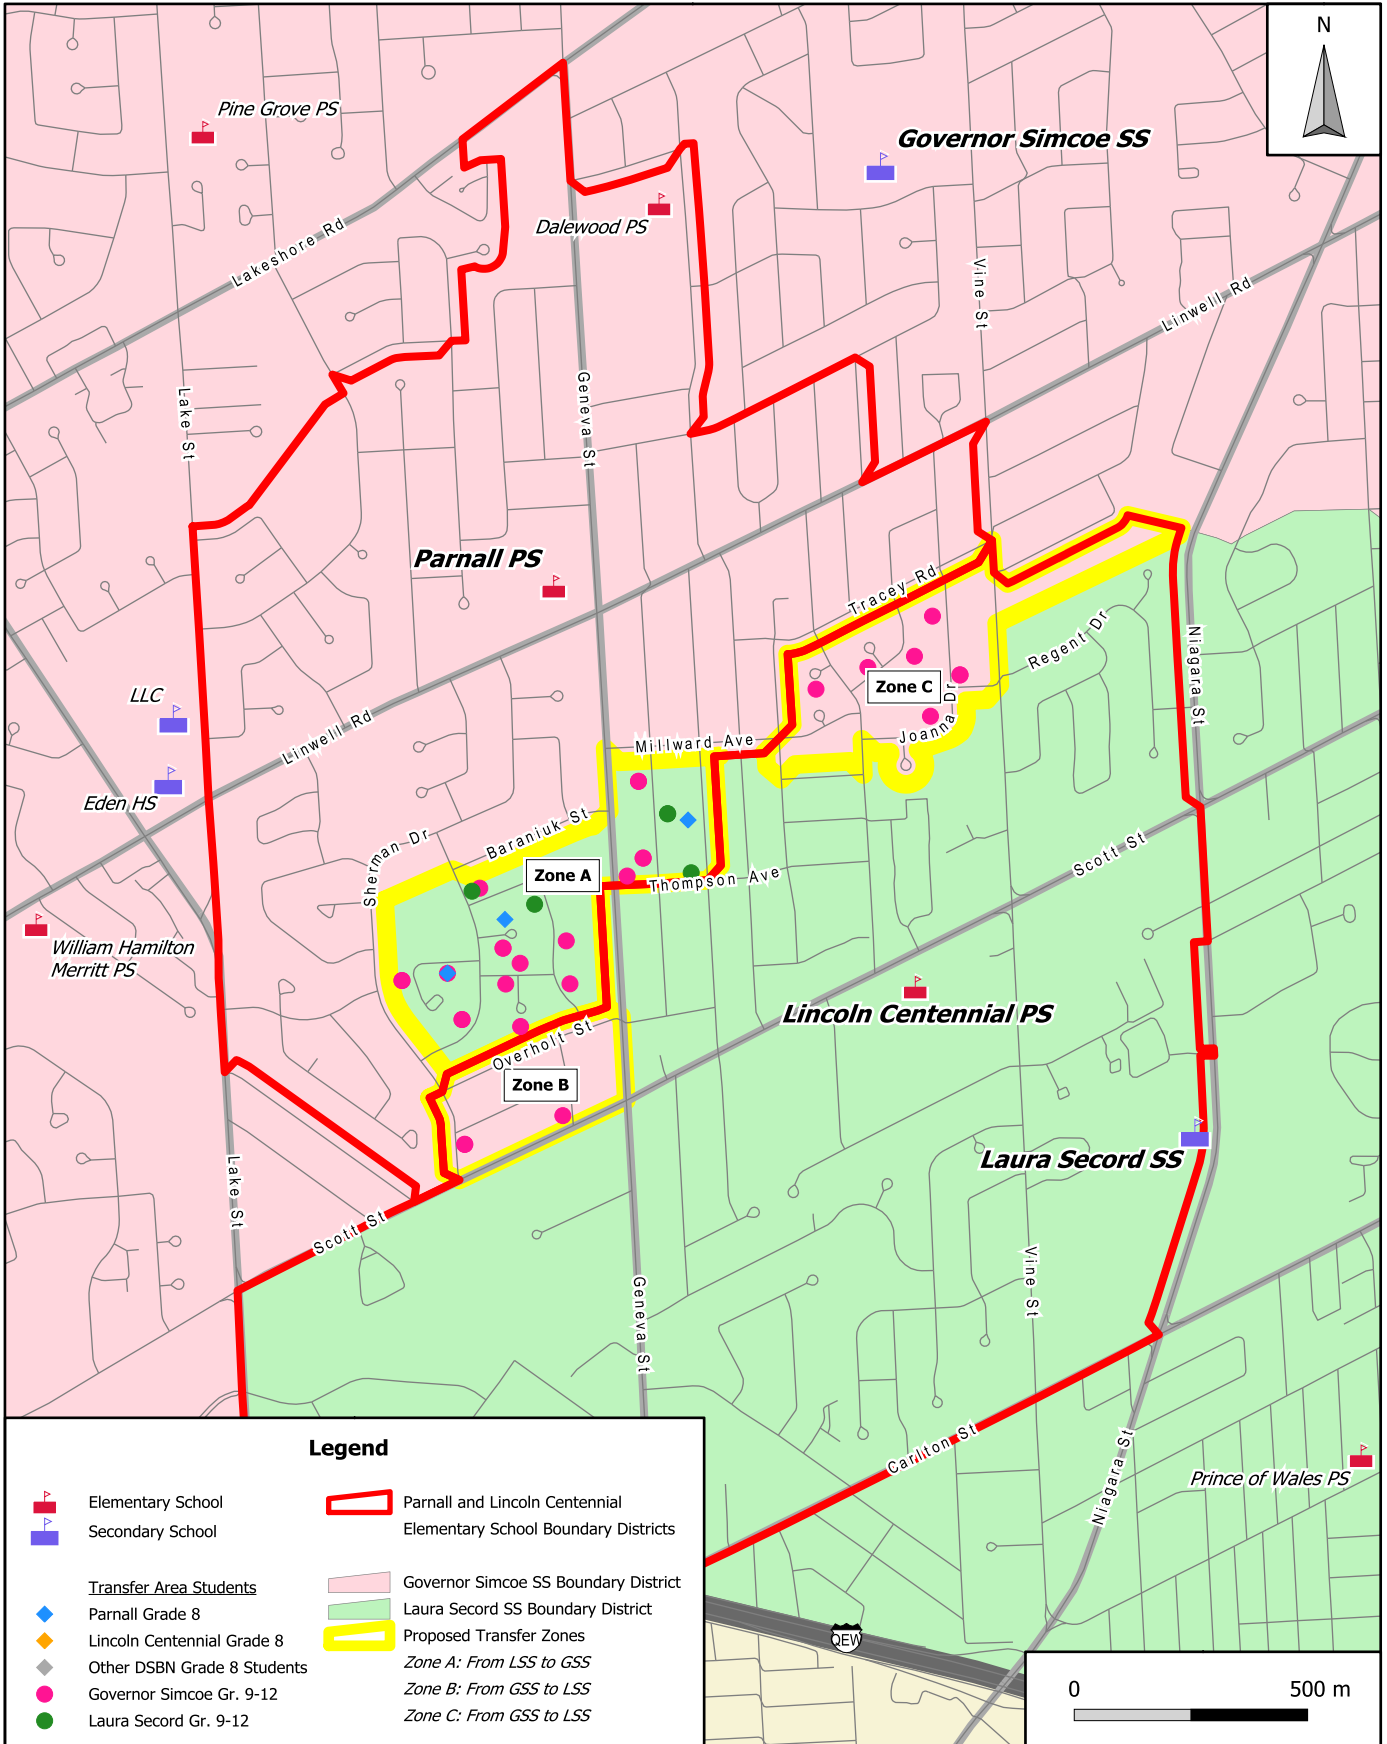 N
Pine Grove PS
Governor Simcoe SS
Dalewood PS
Lakeshore Rd
Vine St
Linwell Rd
Lake St
Geneva St
Parnall PS
Tracey Rd
Regent Dr
Niagara St
LLC
Zone C
Joanna Dr
Linwell Rd
Millward Ave
Eden HS
Baraniuk St
Sherman Dr
Scott St
Zone A
Thompson Ave
William Hamilton
Merritt PS
Lincoln Centennial PS
Overholt St
Zone B
Laura Secord SS
Lake St
Scott St
Vine St
Geneva St
Carlton St
Niagara St
Prince of Wales PS
QEW
Legend
Elementary School
Secondary School
Transfer Area Students
Parnall Grade 8
Lincoln Centennial Grade 8
Other DSBN Grade 8 Students
Governor Simcoe Gr. 9-12
Laura Secord Gr. 9-12
Parnall and Lincoln Centennial
Elementary School Boundary Districts
Governor Simcoe SS Boundary District
Laura Secord SS Boundary District
Proposed Transfer Zones
Zone A: From LSS to GSS
Zone B: From GSS to LSS
Zone C: From GSS to LSS
0 500 m